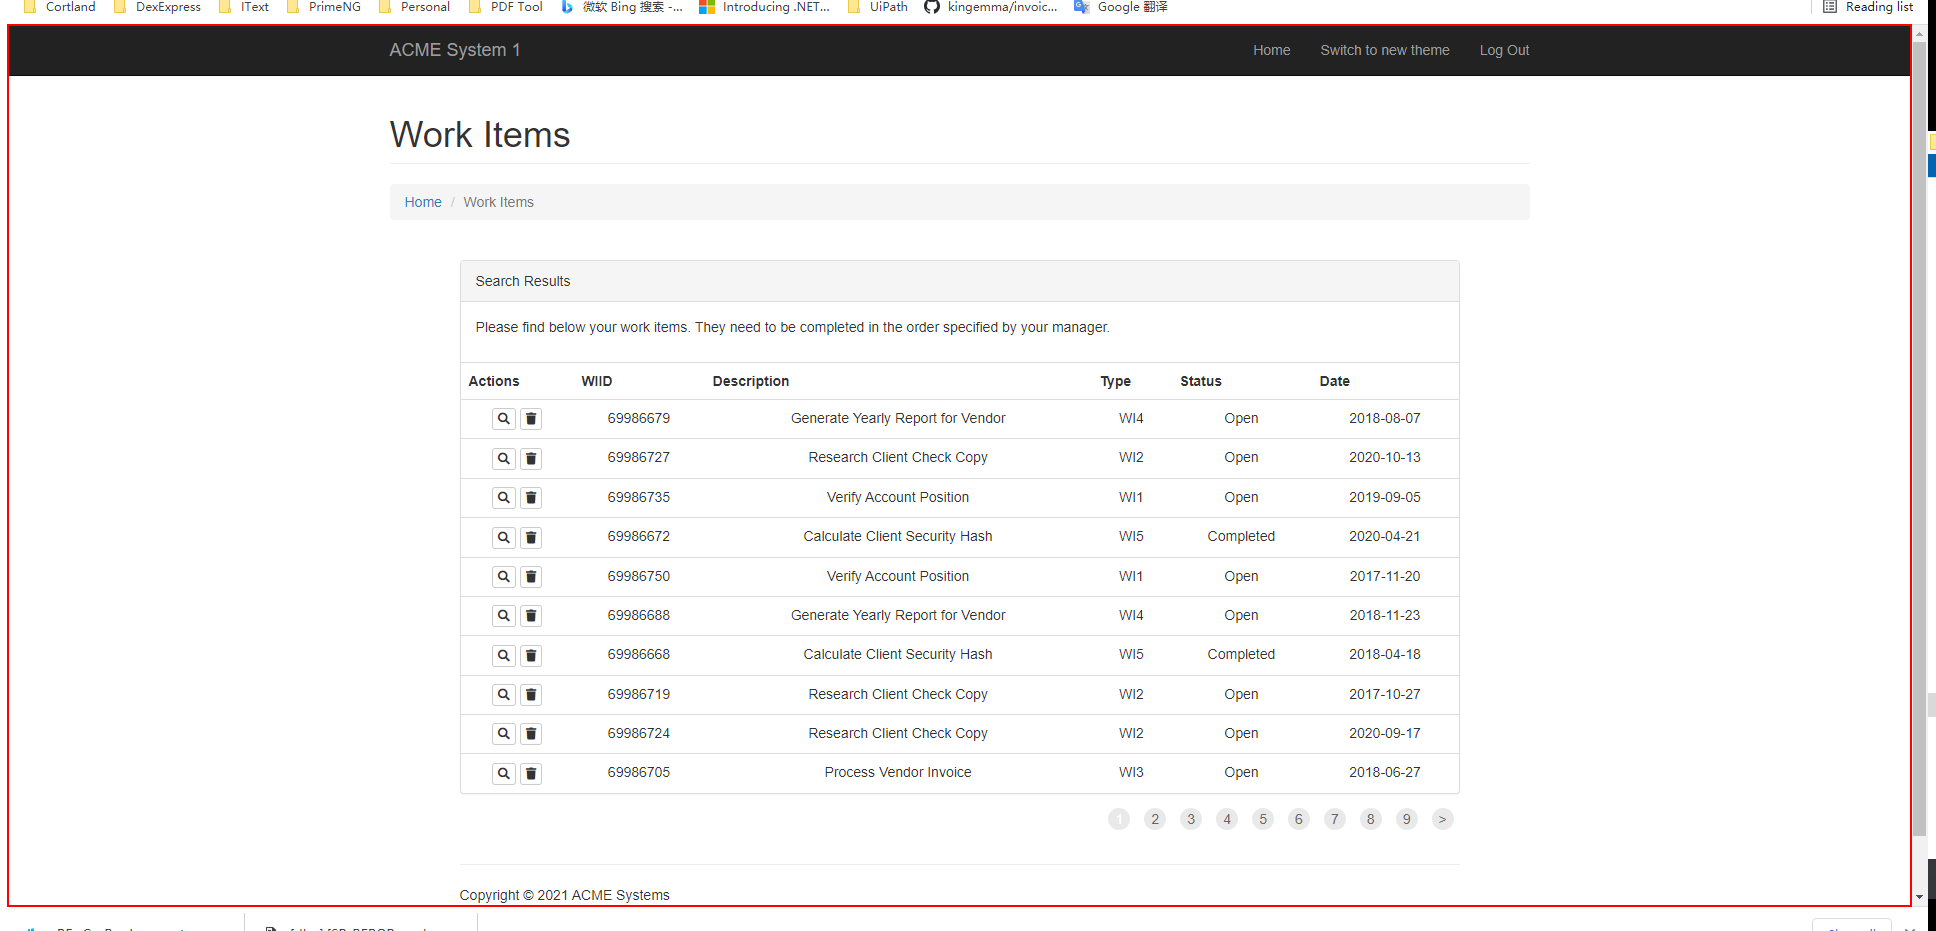 Cortland DexExpress IText PrimeNG Personal PDF Tool 微软 Bing 搜索 -... Introducing .NET... UiPath kingemma/invoic... Google 翻译 Reading list
ACME System 1 Home Switch to new theme Log Out
Work Items
Home / Work Items
Search Results
Please find below your work items. They need to be completed in the order specified by your manager.
Actions WIID Description Type Status Date
69986679 Generate Yearly Report for Vendor WI4 Open 2018-08-07
69986727 Research Client Check Copy WI2 Open 2020-10-13
69986735 Verify Account Position WI1 Open 2019-09-05
69986672 Calculate Client Security Hash WI5 Completed 2020-04-21
69986750 Verify Account Position WI1 Open 2017-11-20
69986688 Generate Yearly Report for Vendor WI4 Open 2018-11-23
69986668 Calculate Client Security Hash WI5 Completed 2018-04-18
69986719 Research Client Check Copy WI2 Open 2017-10-27
69986724 Research Client Check Copy WI2 Open 2020-09-17
69986705 Process Vendor Invoice WI3 Open 2018-06-27
1 2 3 4 5 6 7 8 9 >
Copyright © 2021 ACME Systems